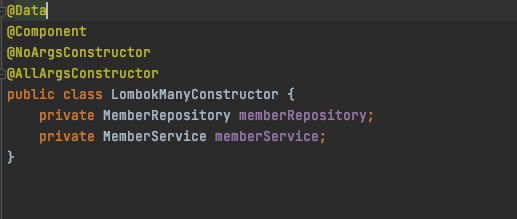 @Data
@Component
@NoArgsConstructor
@AllArgsConstructor
public class LombokManyConstructor {
    private MemberRepository memberRepository;
    private MemberService memberService;
}